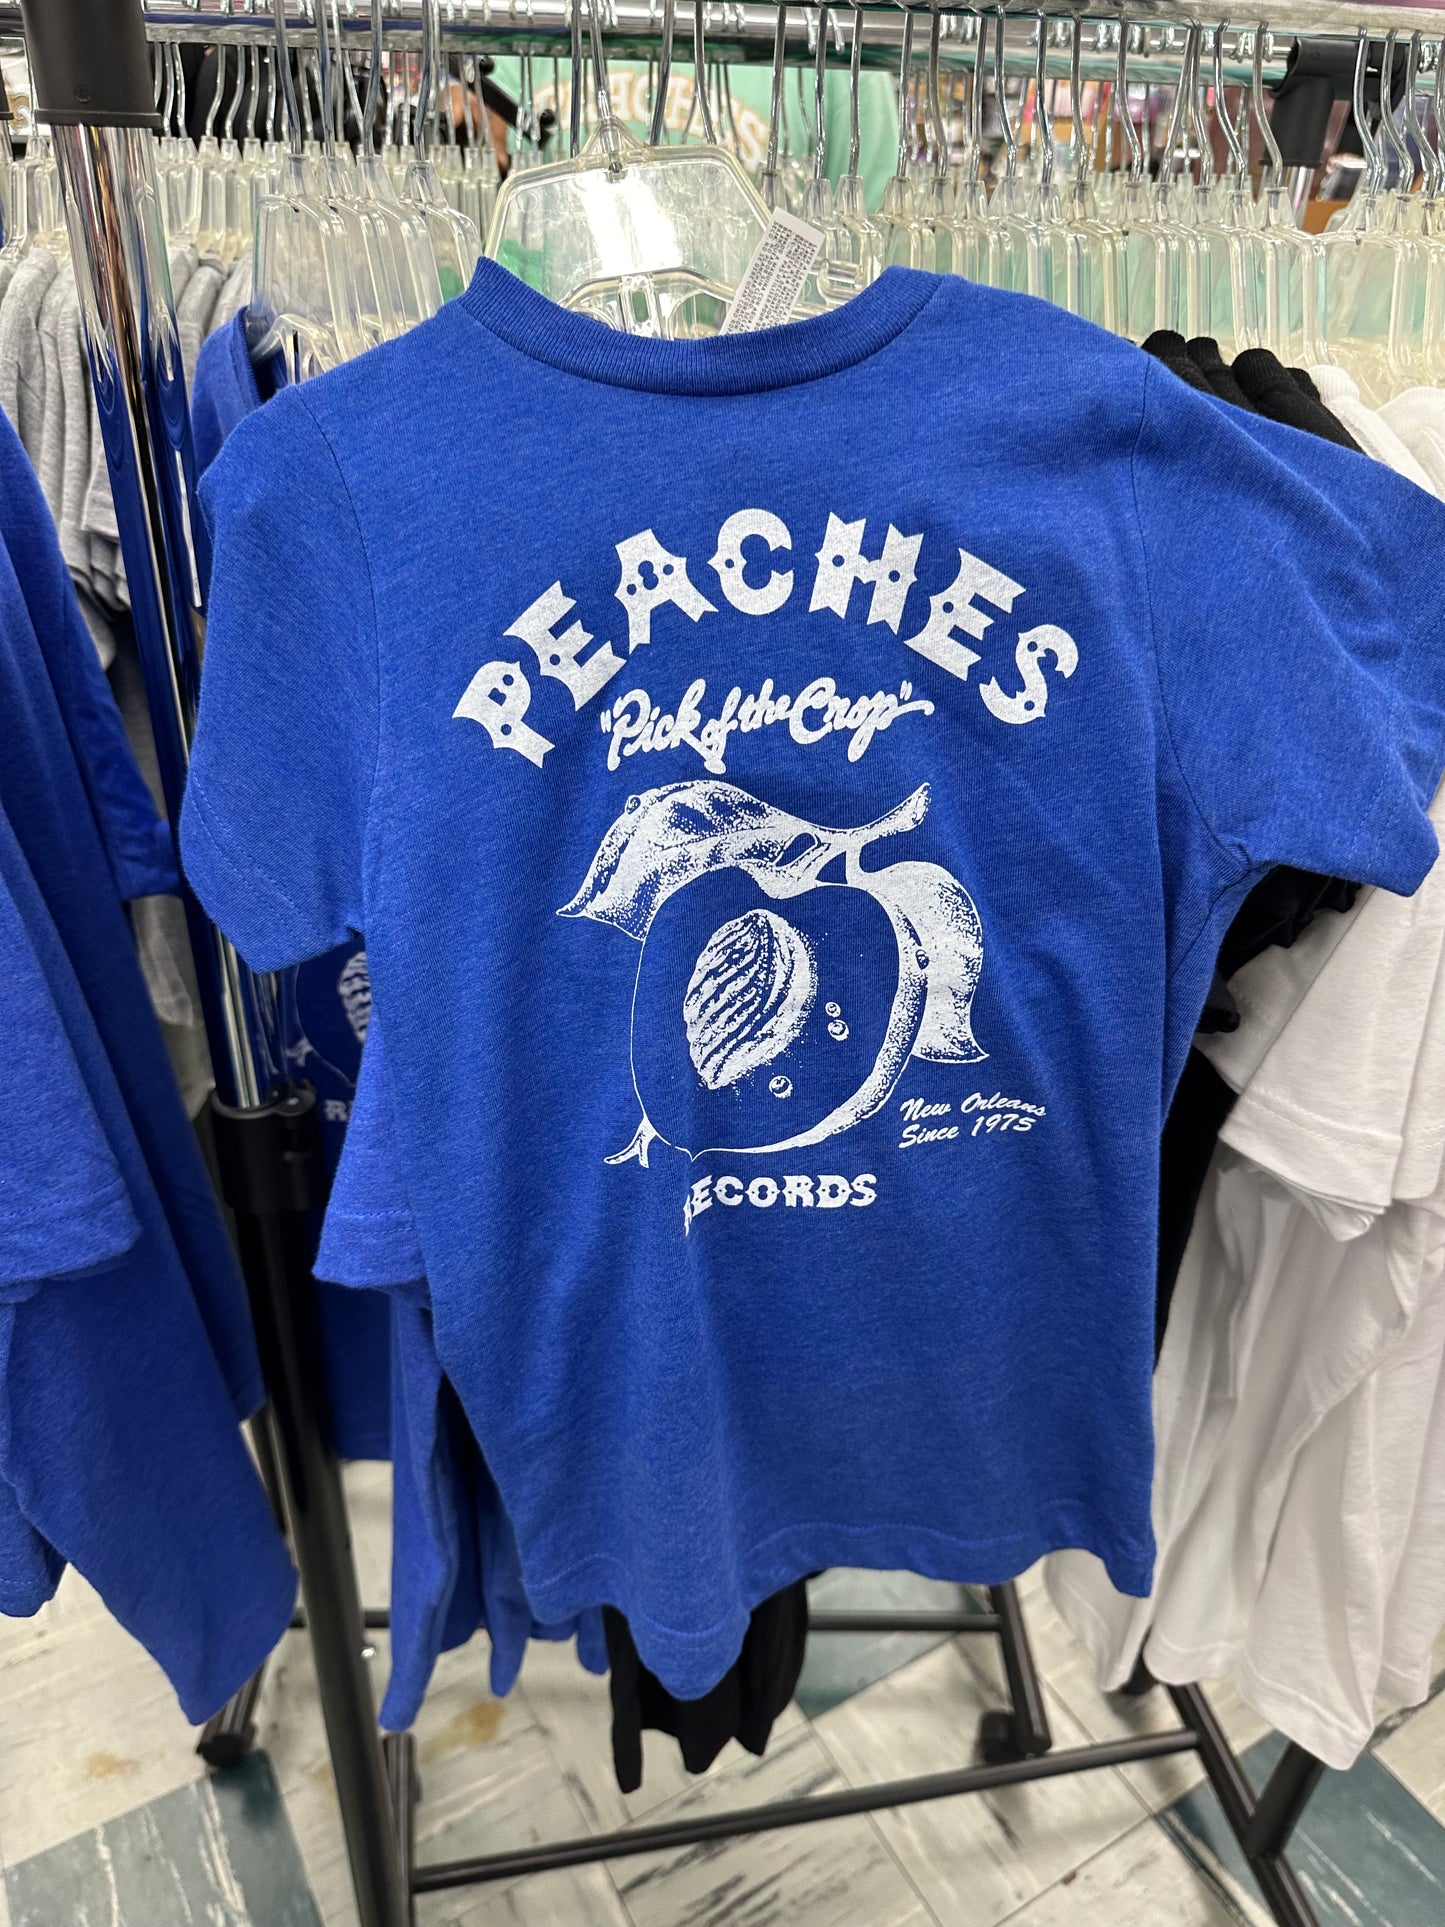 PEACHES
"Pick of the Crop"
New Orleans
Since 1975
RECORDS